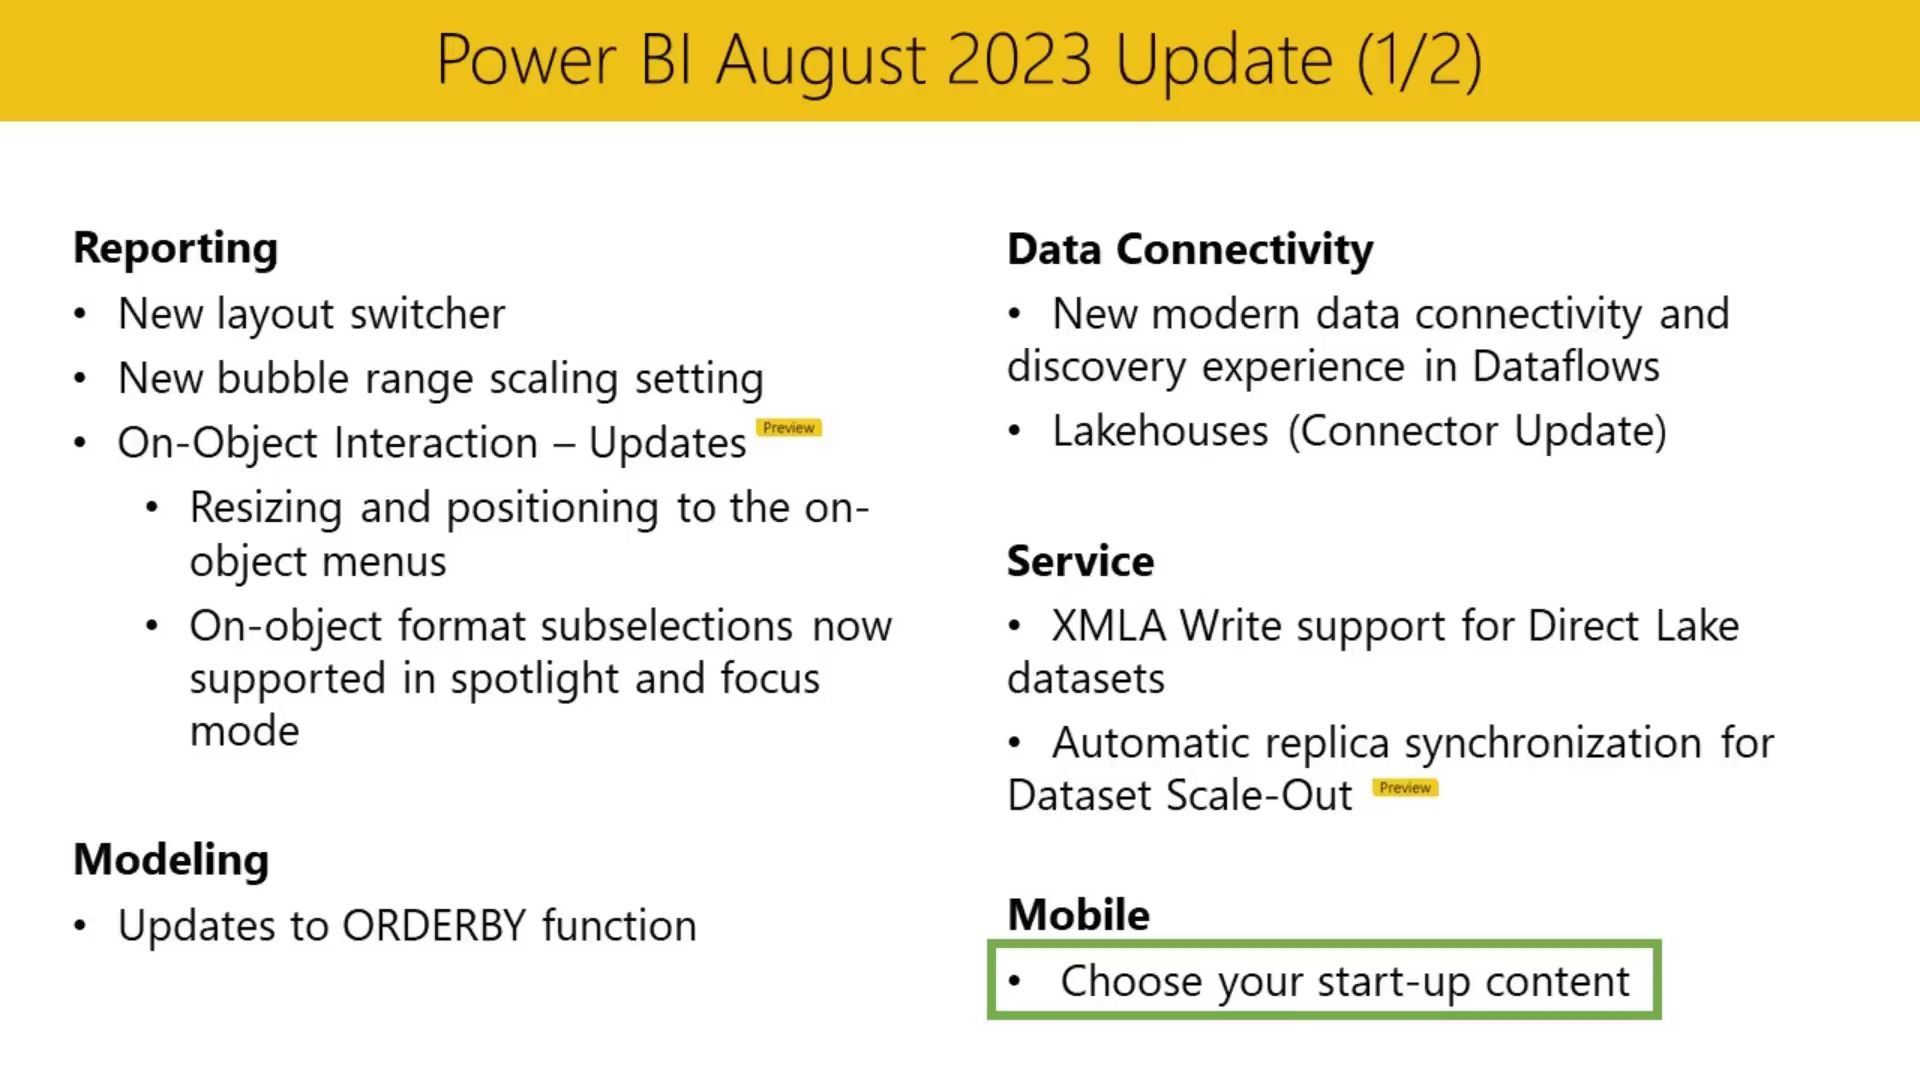 Power BI August 2023 Update (1/2)
Reporting
• New layout switcher
• New bubble range scaling setting
• On-Object Interaction – Updates Preview
• Resizing and positioning to the on-
object menus
• On-object format subselections now
supported in spotlight and focus
mode
Modeling
• Updates to ORDERBY function
Data Connectivity
• New modern data connectivity and
discovery experience in Dataflows
• Lakehouses (Connector Update)
Service
• XMLA Write support for Direct Lake
datasets
• Automatic replica synchronization for
Dataset Scale-Out Preview
Mobile
• Choose your start-up content